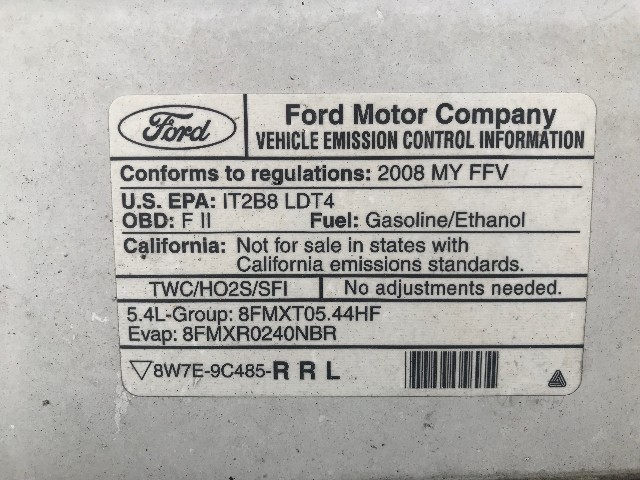 Ford
Ford Motor Company
VEHICLE EMISSION CONTROL INFORMATION
Conforms to regulations: 2008 MY FFV
U.S. EPA: IT2B8 LDT4
OBD: F II Fuel: Gasoline/Ethanol
California: Not for sale in states with
California emissions standards.
TWC/HO2S/SFI No adjustments needed.
5.4L-Group: 8FMXT05.44HF
Evap: 8FMXR0240NBR
▽8W7E-9C485-R R L